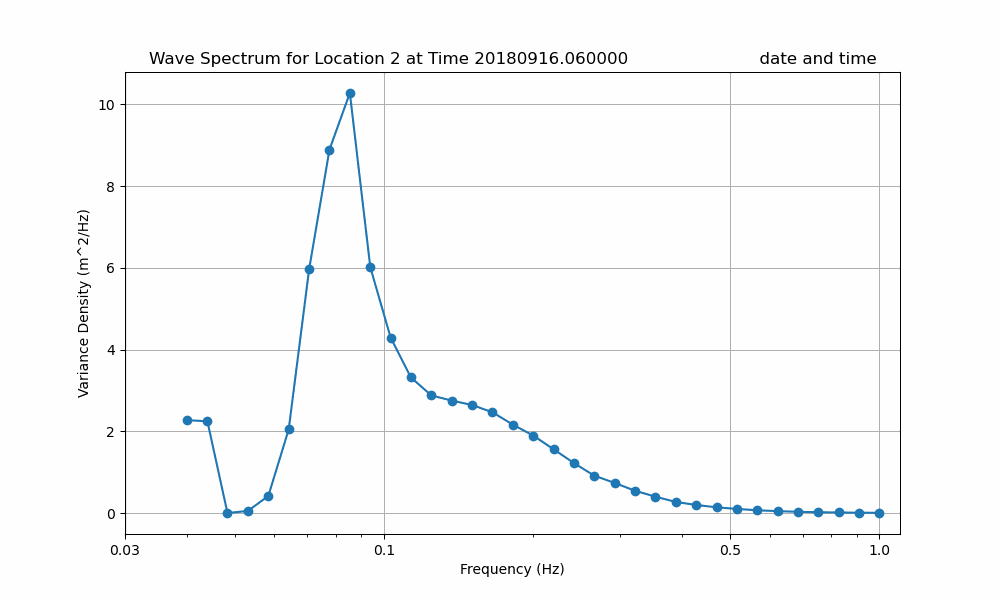 Wave Spectrum for Location 2 at Time 20180916.060000
date and time
10
8
6
4
2
0
Variance Density (m^2/Hz)
0.03 0.1 0.5 1.0
Frequency (Hz)